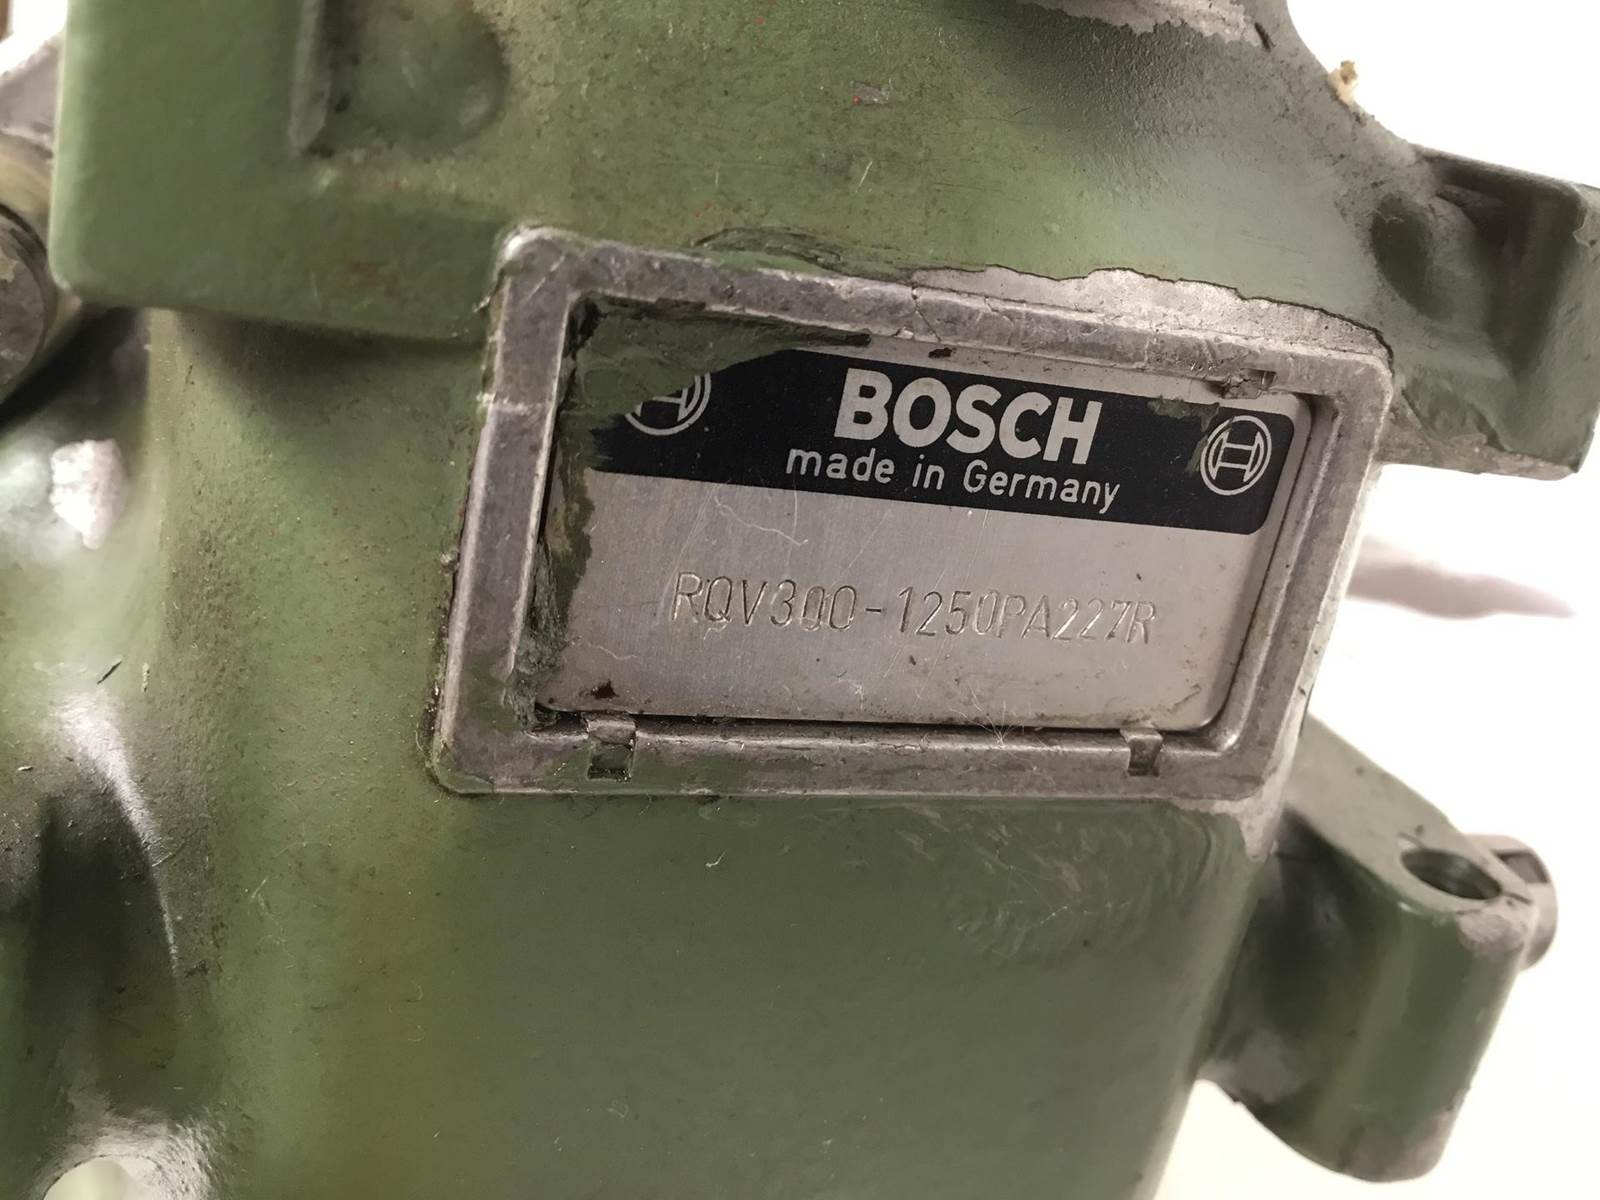 BOSCH
made in Germany
RQV300-1250PA227R